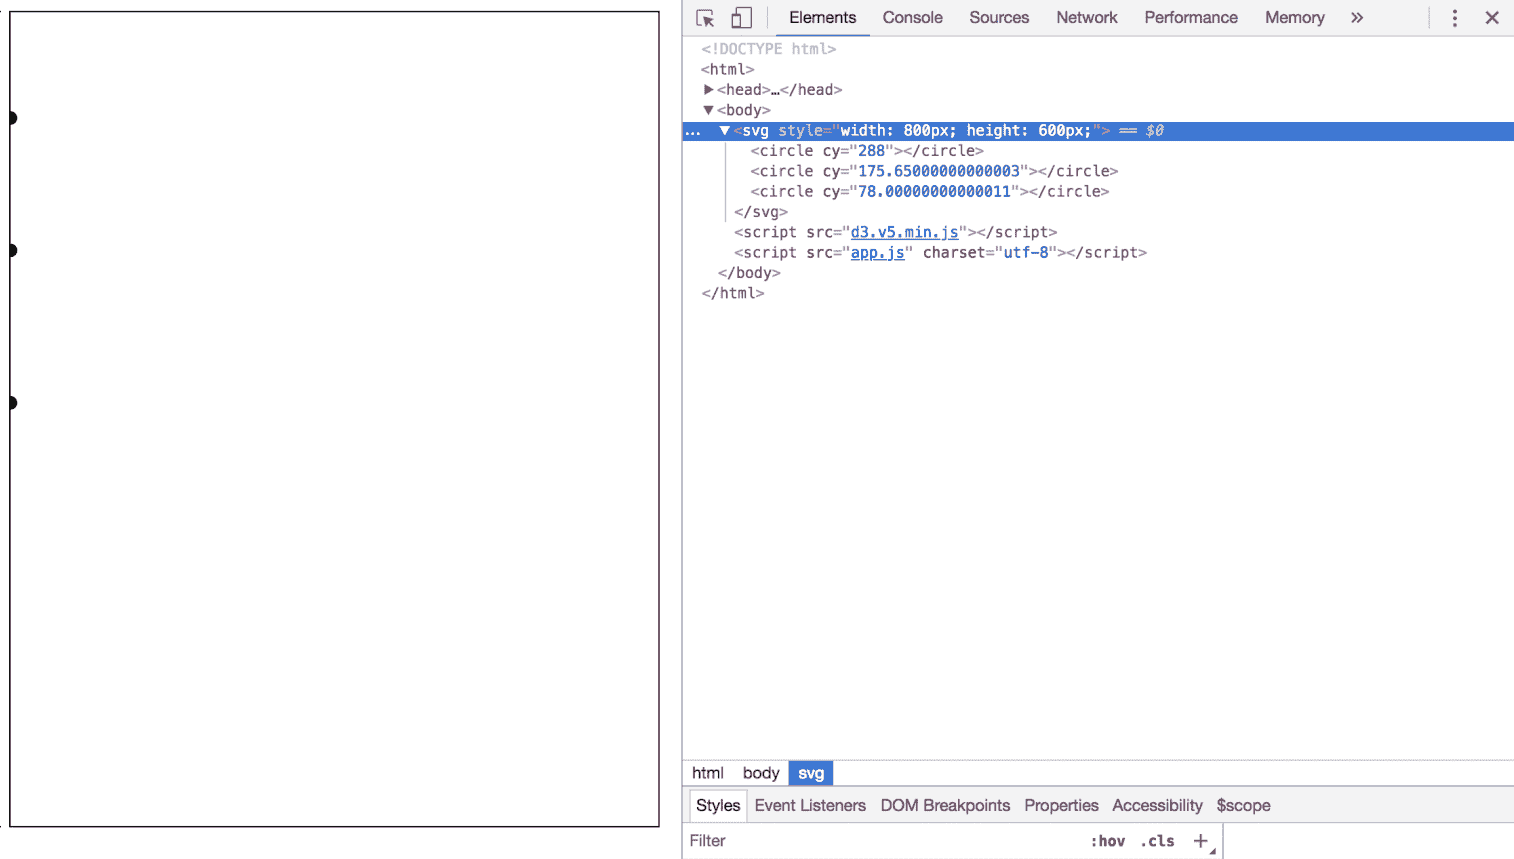 Elements Console Sources Network Performance Memory »
<!DOCTYPE html>
<html>
▶<head>…</head>
▼<body>
… ▼<svg style="width: 800px; height: 600px;"> == $0
<circle cy="288"></circle>
<circle cy="175.65000000000003"></circle>
<circle cy="78.00000000000011"></circle>
</svg>
<script src="d3.v5.min.js"></script>
<script src="app.js" charset="utf-8"></script>
</body>
</html>
html body svg
Styles Event Listeners DOM Breakpoints Properties Accessibility $scope
Filter :hov .cls +